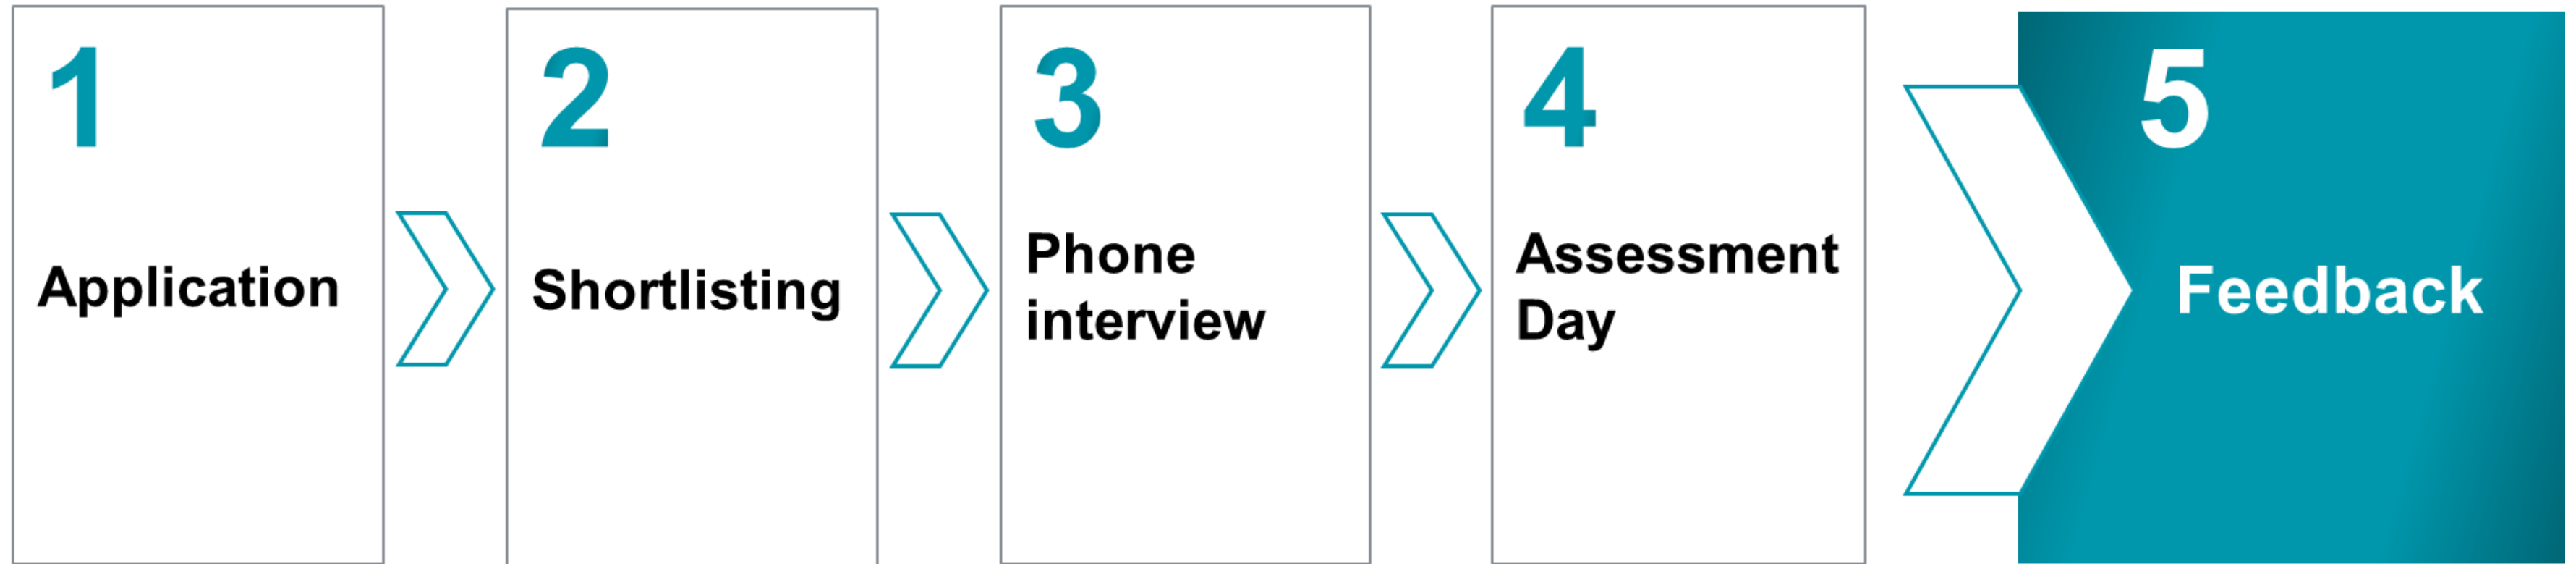 1
Application
2
Shortlisting
3
Phone
interview
4
Assessment
Day
5
Feedback